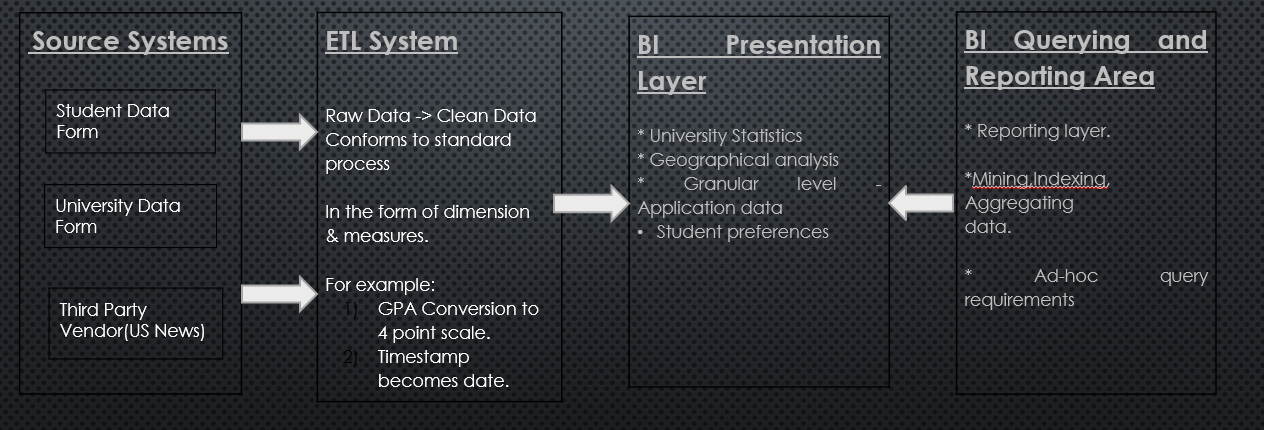 Source Systems
Student Data
Form
University Data
Form
Third Party
Vendor(US News)
ETL System
Raw Data -> Clean Data
Conforms to standard
process
In the form of dimension
& measures.
For example:
1) GPA Conversion to
4 point scale.
2) Timestamp
becomes date.
BI Presentation
Layer
* University Statistics
* Geographical analysis
* Granular level -
Application data
• Student preferences
BI Querying and
Reporting Area
* Reporting layer.
*Mining,Indexing,
Aggregating
data.
* Ad-hoc query
requirements